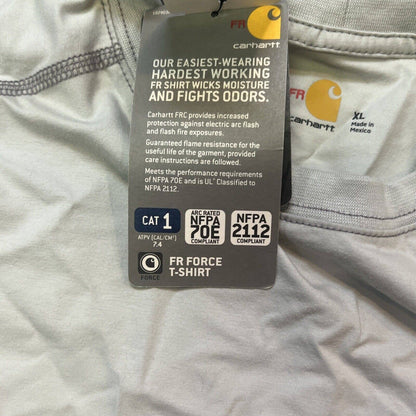 FR
carhartt
OUR EASIEST-WEARING
HARDEST WORKING
FR SHIRT WICKS MOISTURE
AND FIGHTS ODORS.
Carhartt FRC provides increased
protection against electric arc flash
and flash fire exposures.
Guaranteed flame resistance for the
useful life of the garment, provided
care instructions are followed.
Meets the performance requirements
of NFPA 70E and is UL® Classified to
NFPA 2112.
CAT 1
ATPV (CAL/CM²)
7.4
ARC RATED
NFPA
70E
COMPLIANT
NFPA
2112
COMPLIANT
FORCE
FR FORCE
T-SHIRT
FR
carhartt
XL
Made in
Mexico